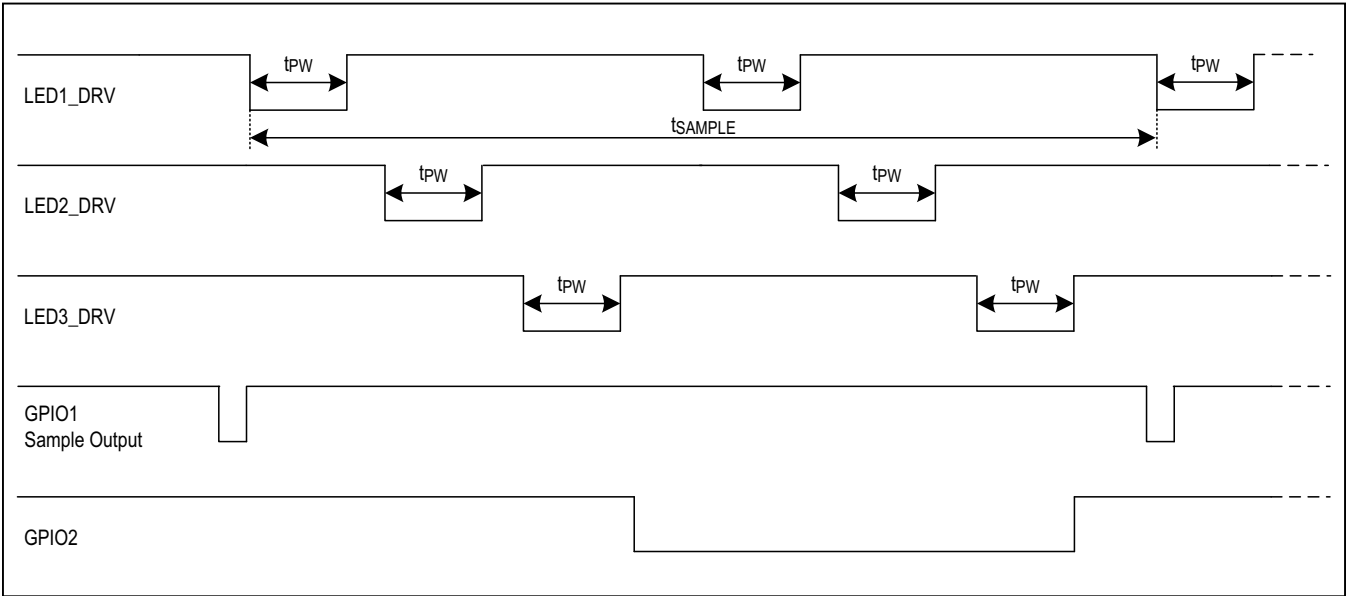 tPW tPW tPW
LED1_DRV
tSAMPLE
tPW tPW
LED2_DRV
tPW tPW
LED3_DRV
GPIO1
Sample Output
GPIO2